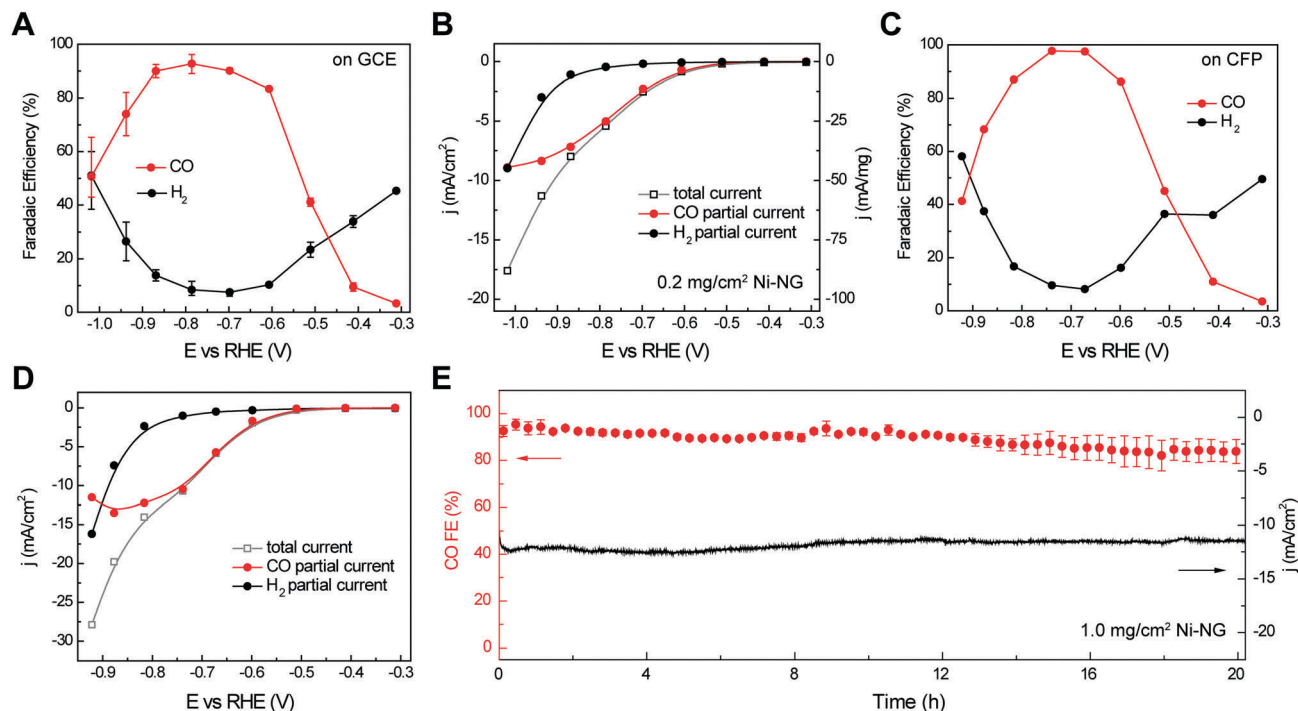 A
on GCE
Faradaic Efficiency (%)
100
80
60
40
20
0
CO
H₂
-1.0 -0.9 -0.8 -0.7 -0.6 -0.5 -0.4 -0.3
E vs RHE (V)
B
j (mA/cm²)
0
-5
-10
-15
-20
total current
CO partial current
H₂ partial current
0.2 mg/cm² Ni-NG
0
-25
-50
-75
-100
j (mA/mg)
-1.0 -0.9 -0.8 -0.7 -0.6 -0.5 -0.4 -0.3
E vs RHE (V)
C
on CFP
Faradaic Efficiency (%)
100
80
60
40
20
0
CO
H₂
-0.9 -0.8 -0.7 -0.6 -0.5 -0.4 -0.3
E vs RHE (V)
D
j (mA/cm²)
0
-5
-10
-15
-20
-25
-30
total current
CO partial current
H₂ partial current
-0.9 -0.8 -0.7 -0.6 -0.5 -0.4 -0.3
E vs RHE (V)
E
CO FE (%)
100
80
60
40
20
0
0
-5
-10
-15
-20
j (mA/cm²)
1.0 mg/cm² Ni-NG
0 4 8 12 16 20
Time (h)